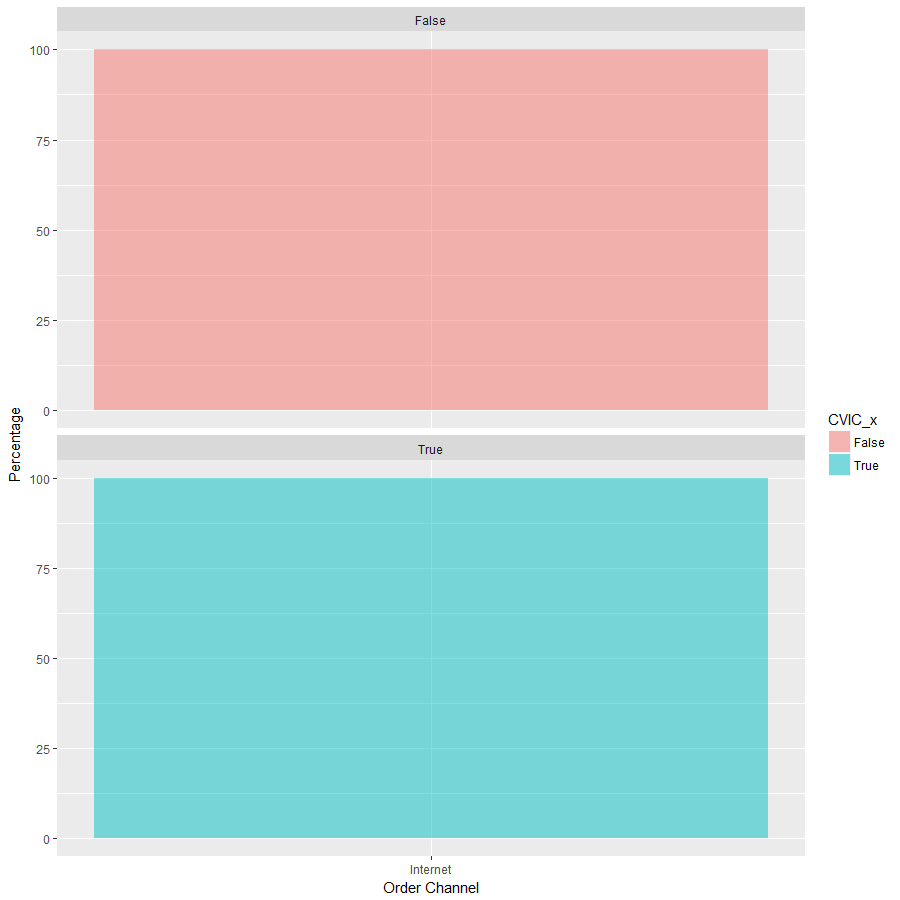 False
100
75
50
25
0
True
100
75
50
25
0
Internet
Order Channel
Percentage
CVIC_x
False
True